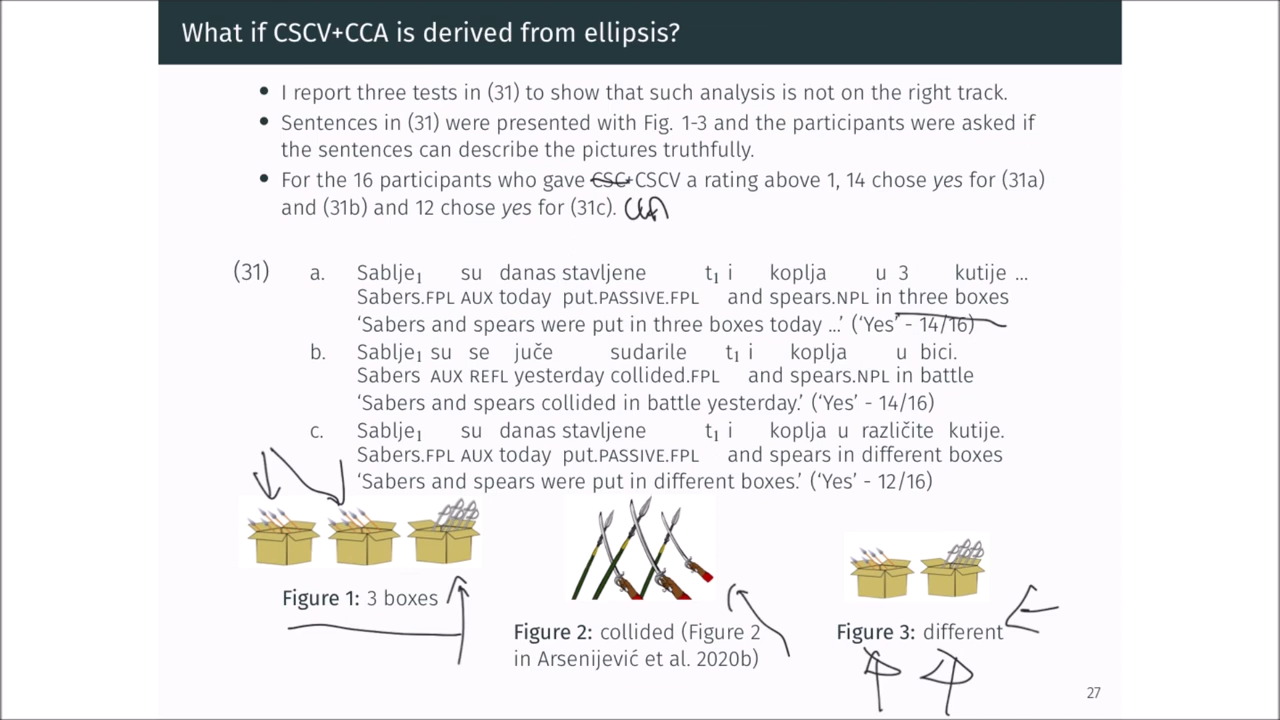 What if CSCV+CCA is derived from ellipsis?
• I report three tests in (31) to show that such analysis is not on the right track.
• Sentences in (31) were presented with Fig. 1-3 and the participants were asked if
the sentences can describe the pictures truthfully.
• For the 16 participants who gave CSC+CSCV a rating above 1, 14 chose yes for (31a)
and (31b) and 12 chose yes for (31c). CCA
(31) a. Sablje₁ su danas stavljene t₁ i koplja u 3 kutije ...
Sabers.FPL AUX today put.PASSIVE.FPL and spears.NPL in three boxes
‘Sabers and spears were put in three boxes today ...’ (‘Yes’ - 14/16)
b. Sablje₁ su se juče sudarile t₁ i koplja u bici.
Sabers AUX REFL yesterday collided.FPL and spears.NPL in battle
‘Sabers and spears collided in battle yesterday.’ (‘Yes’ - 14/16)
c. Sablje₁ su danas stavljene t₁ i koplja u različite kutije.
Sabers.FPL AUX today put.PASSIVE.FPL and spears in different boxes
‘Sabers and spears were put in different boxes.’ (‘Yes’ - 12/16)
Figure 1: 3 boxes
Figure 2: collided (Figure 2
in Arsenijević et al. 2020b)
Figure 3: different
27